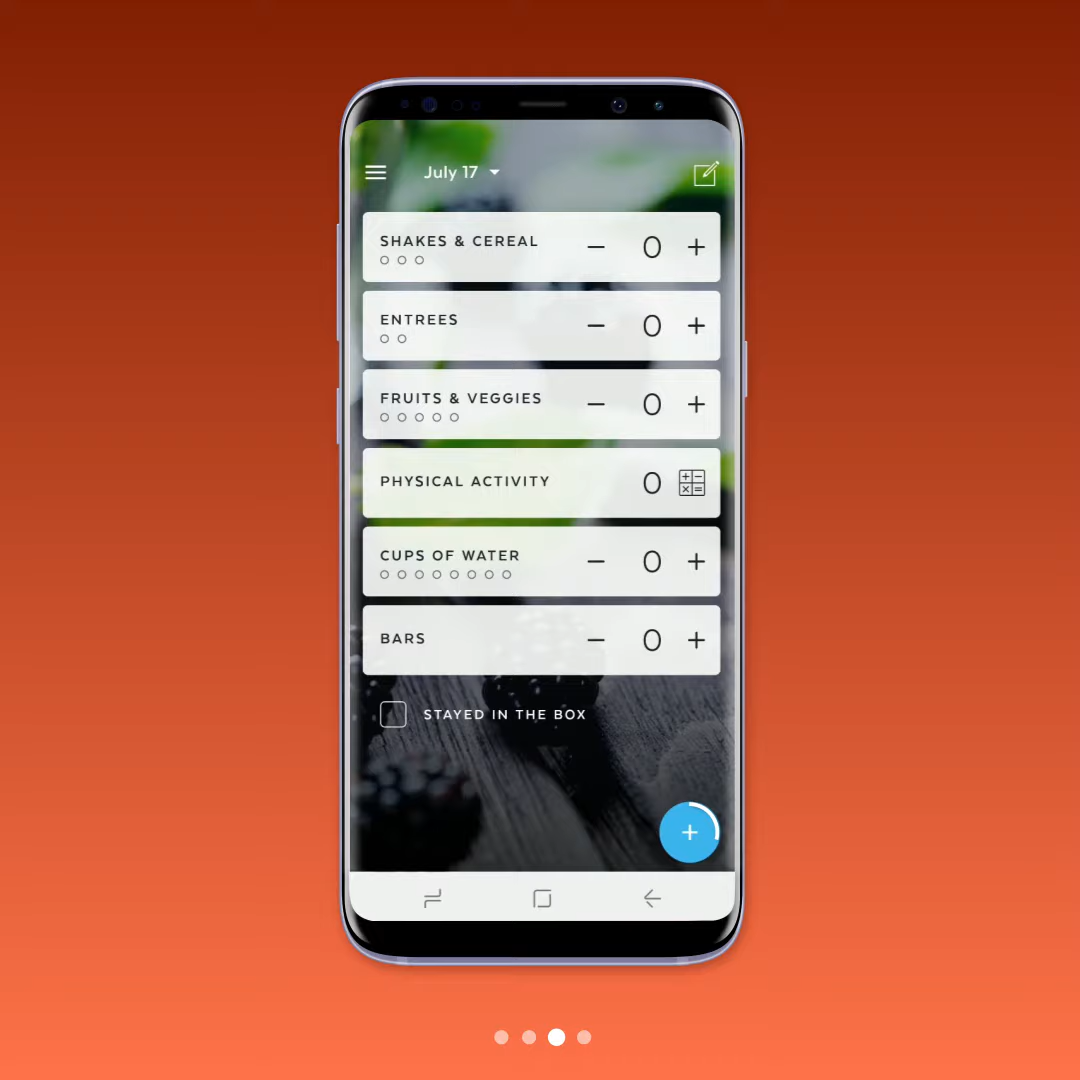 July 17
SHAKES & CEREAL
0
ENTREES
0
FRUITS & VEGGIES
0
PHYSICAL ACTIVITY
0
CUPS OF WATER
0
BARS
0
STAYED IN THE BOX